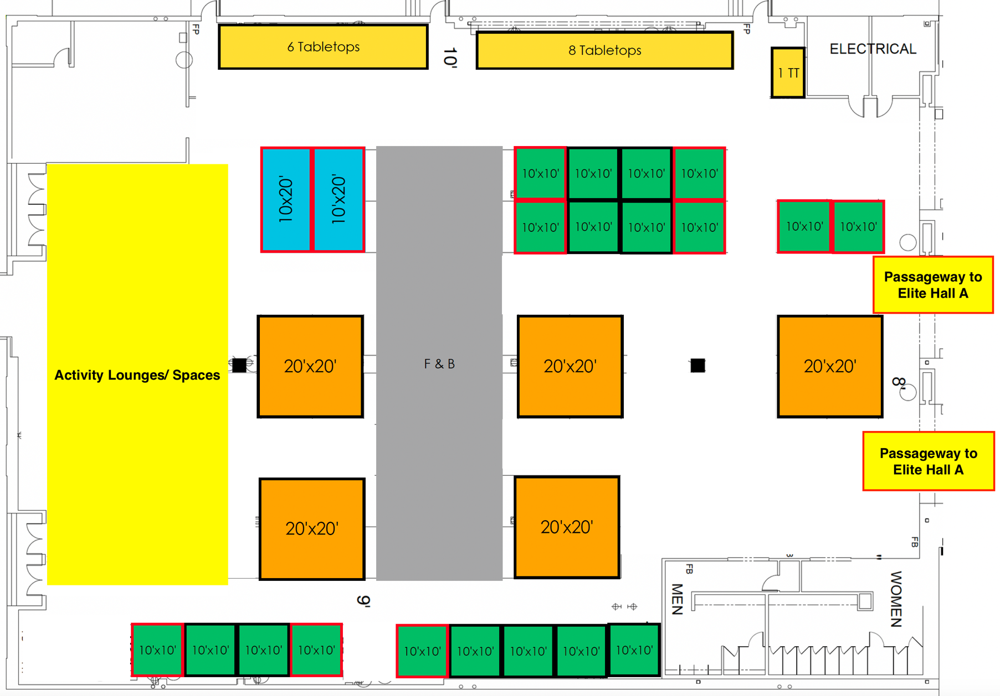 FP
6 Tabletops
10'
8 Tabletops
FP
1 TT
ELECTRICAL
10x20'
10'x20'
10'x10'
10'x10'
10'x10'
10'x10'
10'x10'
10'x10'
10'x10'
10'x10'
10'x10'
10'x10'
Passageway to
Elite Hall A
Activity Lounges/ Spaces
20'x20'
F & B
20'x20'
20'x20'
8'
Passageway to
Elite Hall A
20'x20'
20'x20'
FB
FB
MEN
WOMEN
9'
10'x10'
10'x10'
10'x10'
10'x10'
10'x10'
10'x10'
10'x10'
10'x10'
10'x10'